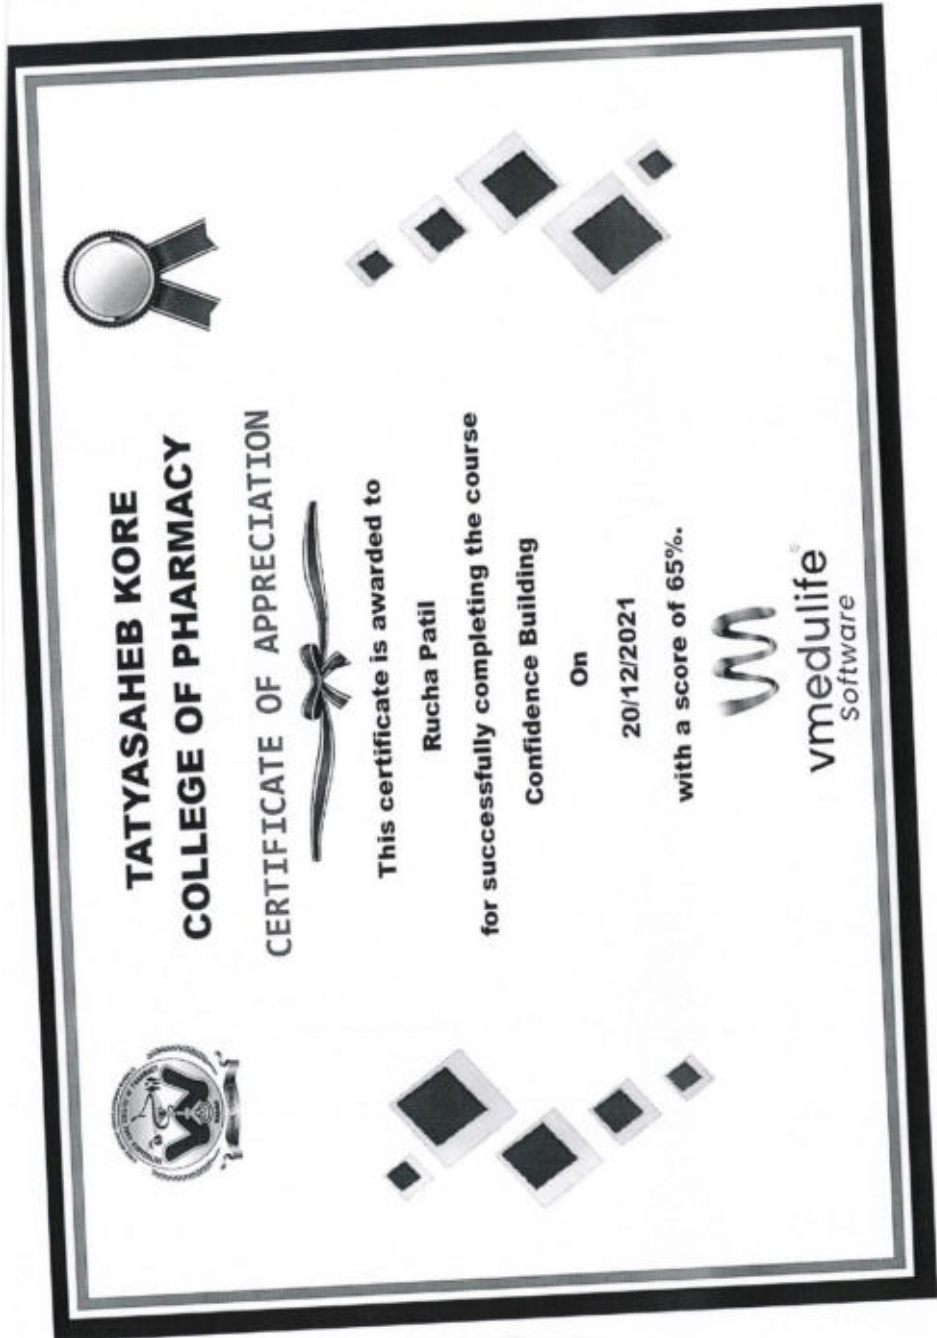 TATYASAHEB KORE
COLLEGE OF PHARMACY
CERTIFICATE OF APPRECIATION
This certificate is awarded to
Rucha Patil
for successfully completing the course
Confidence Building
On
20/12/2021
with a score of 65%.
vmedulife
software